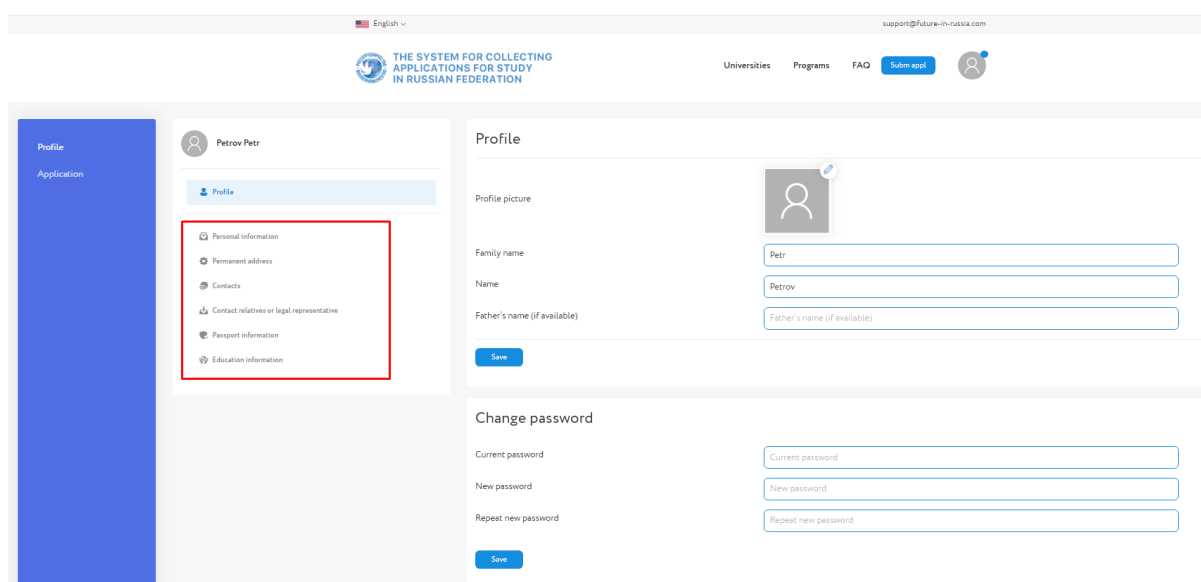 English
support@future-in-russia.com
THE SYSTEM FOR COLLECTING
APPLICATIONS FOR STUDY
IN RUSSIAN FEDERATION
Universities
Programs
FAQ
Subm appl
Profile
Application
Petrov Petr
Profile
Personal information
Permanent address
Contacts
Contact relatives or legal representative
Passport information
Education information
Profile
Profile picture
Family name
Petr
Name
Petrov
Father's name (if available)
Father's name (if available)
Save
Change password
Current password
Current password
New password
New password
Repeat new password
Repeat new password
Save